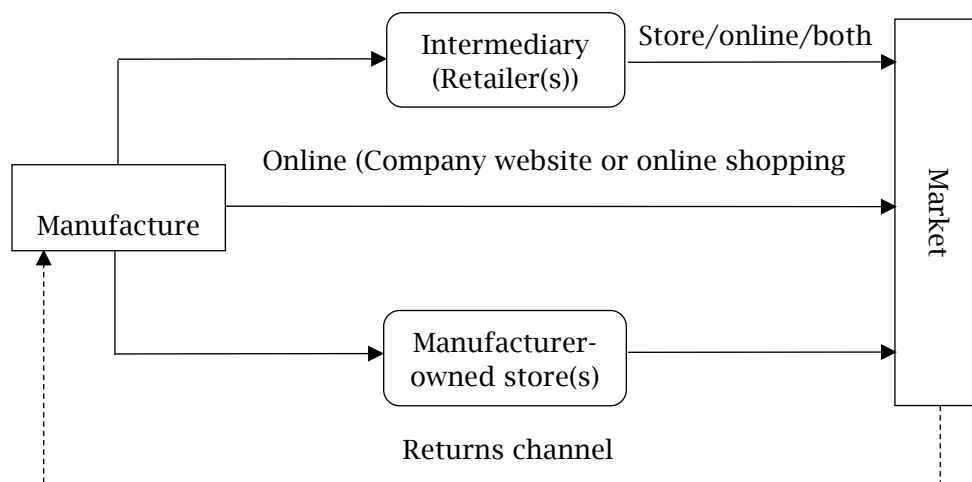 Intermediary
(Retailer(s))
Store/online/both
Online (Company website or online shopping
Manufacture
Market
Manufacturer-
owned store(s)
Returns channel